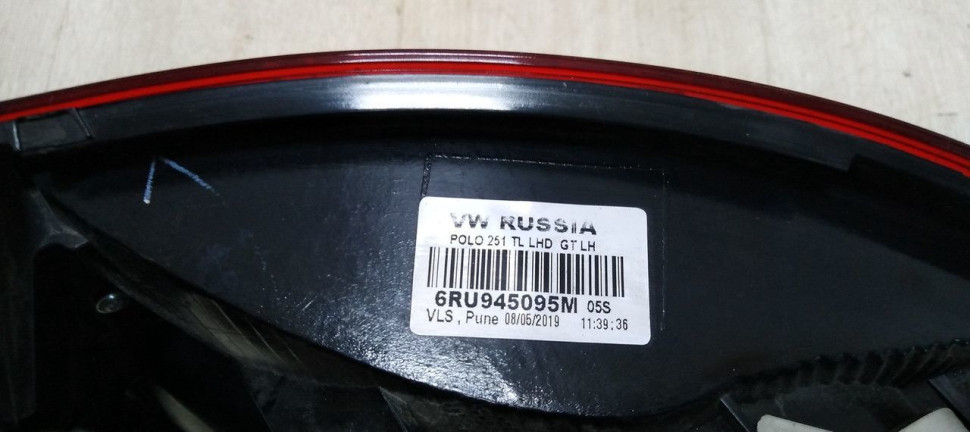 VW RUSSIA
POLO 251 TL LHD GT LH
6RU945095M 05S
VLS, Pune 08/05/2019 11:39:36